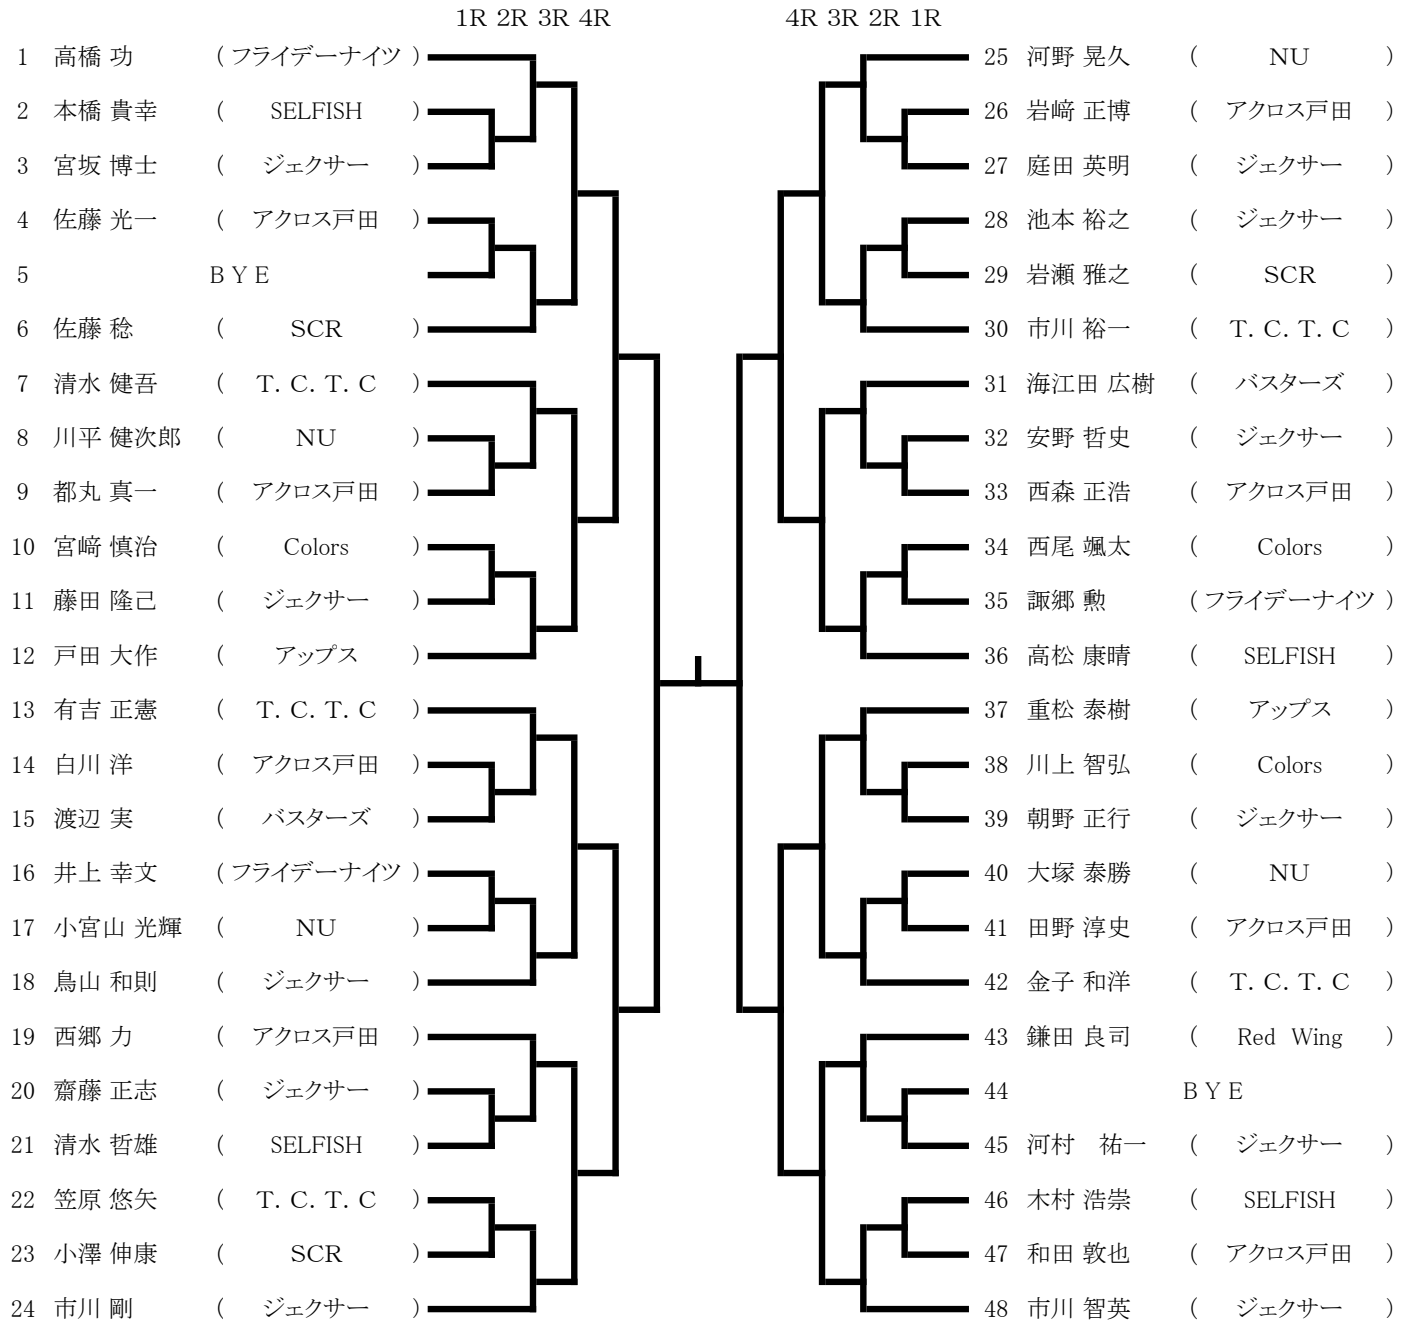 1R 2R 3R 4R
1 高橋 功 ( フライデーナイツ )
2 本橋 貴幸 ( SELFISH )
3 宮坂 博士 ( ジェクサー )
4 佐藤 光一 ( アクロス戸田 )
5 ＢＹＥ
6 佐藤 稔 ( SCR )
7 清水 健吾 ( Ｔ．Ｃ．Ｔ．Ｃ )
8 川平 健次郎 ( NU )
9 都丸 真一 ( アクロス戸田 )
10 宮﨑 慎治 ( Colors )
11 藤田 隆己 ( ジェクサー )
12 戸田 大作 ( アップス )
13 有吉 正憲 ( Ｔ．Ｃ．Ｔ．Ｃ )
14 白川 洋 ( アクロス戸田 )
15 渡辺 実 ( バスターズ )
16 井上 幸文 ( フライデーナイツ )
17 小宮山 光輝 ( NU )
18 鳥山 和則 ( ジェクサー )
19 西郷 力 ( アクロス戸田 )
20 齋藤 正志 ( ジェクサー )
21 清水 哲雄 ( SELFISH )
22 笠原 悠矢 ( Ｔ．Ｃ．Ｔ．Ｃ )
23 小澤 伸康 ( SCR )
24 市川 剛 ( ジェクサー )
4R 3R 2R 1R
25 河野 晃久 ( NU )
26 岩﨑 正博 ( アクロス戸田 )
27 庭田 英明 ( ジェクサー )
28 池本 裕之 ( ジェクサー )
29 岩瀬 雅之 ( SCR )
30 市川 裕一 ( Ｔ．Ｃ．Ｔ．Ｃ )
31 海江田 広樹 ( バスターズ )
32 安野 哲史 ( ジェクサー )
33 西森 正浩 ( アクロス戸田 )
34 西尾 颯太 ( Colors )
35 諏郷 勲 ( フライデーナイツ )
36 高松 康晴 ( SELFISH )
37 重松 泰樹 ( アップス )
38 川上 智弘 ( Colors )
39 朝野 正行 ( ジェクサー )
40 大塚 泰勝 ( NU )
41 田野 淳史 ( アクロス戸田 )
42 金子 和洋 ( Ｔ．Ｃ．Ｔ．Ｃ )
43 鎌田 良司 ( Red Wing )
44 ＢＹＥ
45 河村　祐一 ( ジェクサー )
46 木村 浩崇 ( SELFISH )
47 和田 敦也 ( アクロス戸田 )
48 市川 智英 ( ジェクサー )